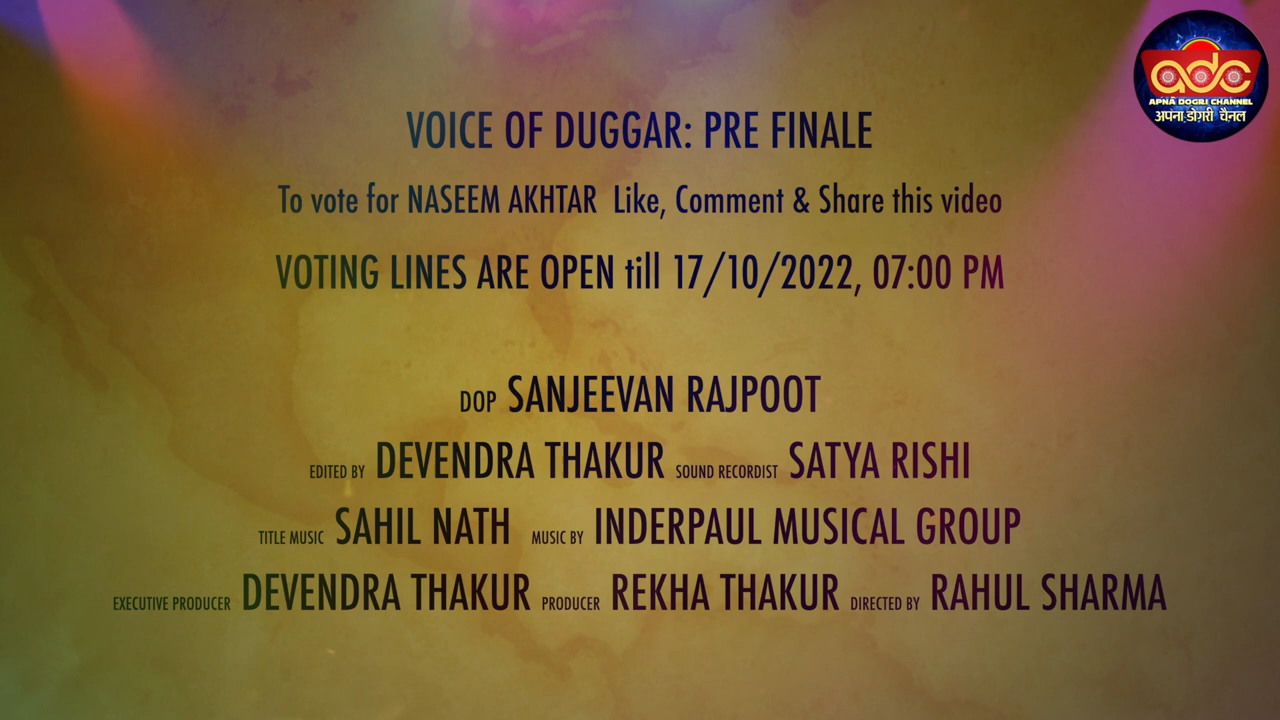 adc
APNA DOGRI CHANNEL
अपना डोगरी चैनल
VOICE OF DUGGAR: PRE FINALE
To vote for NASEEM AKHTAR Like, Comment & Share this video
VOTING LINES ARE OPEN till 17/10/2022, 07:00 PM
DOP SANJEEVAN RAJPOOT
EDITED BY DEVENDRA THAKUR SOUND RECORDIST SATYA RISHI
TITLE MUSIC SAHIL NATH MUSIC BY INDERPAUL MUSICAL GROUP
EXECUTIVE PRODUCER DEVENDRA THAKUR PRODUCER REKHA THAKUR DIRECTED BY RAHUL SHARMA